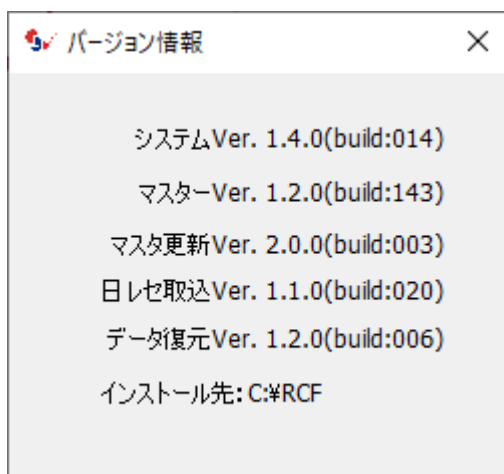 バージョン情報
システムVer. 1.4.0(build:014)
マスターVer. 1.2.0(build:143)
マスタ更新Ver. 2.0.0(build:003)
日レセ取込Ver. 1.1.0(build:020)
データ復元Ver. 1.2.0(build:006)
インストール先: C:¥RCF